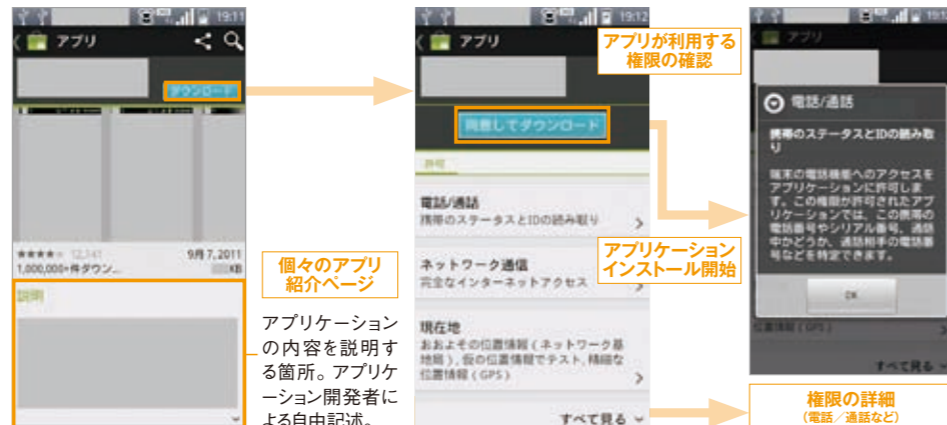 19:11
アプリ
ダウンロード
12,141
9月 7, 2011
1,000,000+件ダウン...
KB
説明
個々のアプリ
紹介ページ
アプリケーション
の内容を説明す
る箇所。アプリケ
ーション開発者に
よる自由記述。
19:12
アプリ
同意してダウンロード
許可
電話/通話
携帯のステータスとIDの読み取り
ネットワーク通信
完全なインターネットアクセス
現在地
おおよその位置情報（ネットワーク基
地局）, 仮の位置情報でテスト, 精細な
位置情報（GPS）
すべて見る
アプリが利用する
権限の確認
アプリケーション
インストール開始
アプリ
電話/通話
携帯のステータスとIDの読み取
り
端末の電話機能へのアクセスを
アプリケーションに許可しま
す。この権限が許可されたアプ
リケーションでは、この携帯の
電話番号やシリアル番号、通話
中かどうか、通話相手の電話番
号などを特定できます。
OK
位置情報（GPS）
すべて見る
権限の詳細
（電話／通話など）